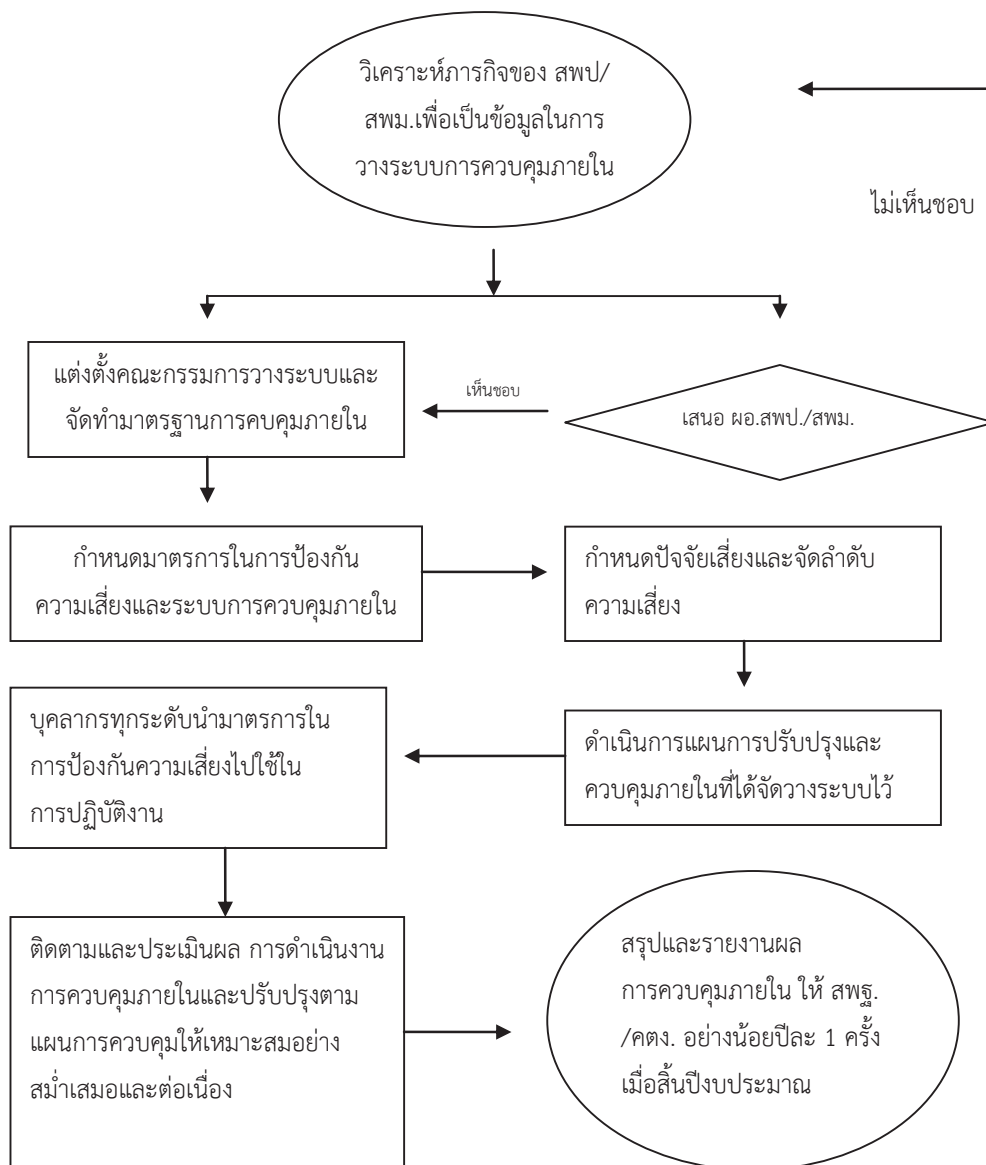 วิเคราะห์ภารกิจของ สพป/
สพม.เพื่อเป็นข้อมูลในการ
วางระบบการควบคุมภายใน
ไม่เห็นชอบ
แต่งตั้งคณะกรรมการวางระบบและ
จัดทำมาตรฐานการคบคุมภายใน
เห็นชอบ
เสนอ ผอ.สพป./สพม.
กำหนดมาตรการในการป้องกัน
ความเสี่ยงและระบบการควบคุมภายใน
กำหนดปัจจัยเสี่ยงและจัดลำดับ
ความเสี่ยง
บุคลากรทุกระดับนำมาตรการใน
การป้องกันความเสี่ยงไปใช้ใน
การปฏิบัติงาน
ดำเนินการแผนการปรับปรุงและ
ควบคุมภายในที่ได้จัดวางระบบไว้
ติดตามและประเมินผล การดำเนินงาน
การควบคุมภายในและปรับปรุงตาม
แผนการควบคุมให้เหมาะสมอย่าง
สม่ำเสมอและต่อเนื่อง
สรุปและรายงานผล
การควบคุมภายใน ให้ สพฐ.
/คตง. อย่างน้อยปีละ 1 ครั้ง
เมื่อสิ้นปีงบประมาณ